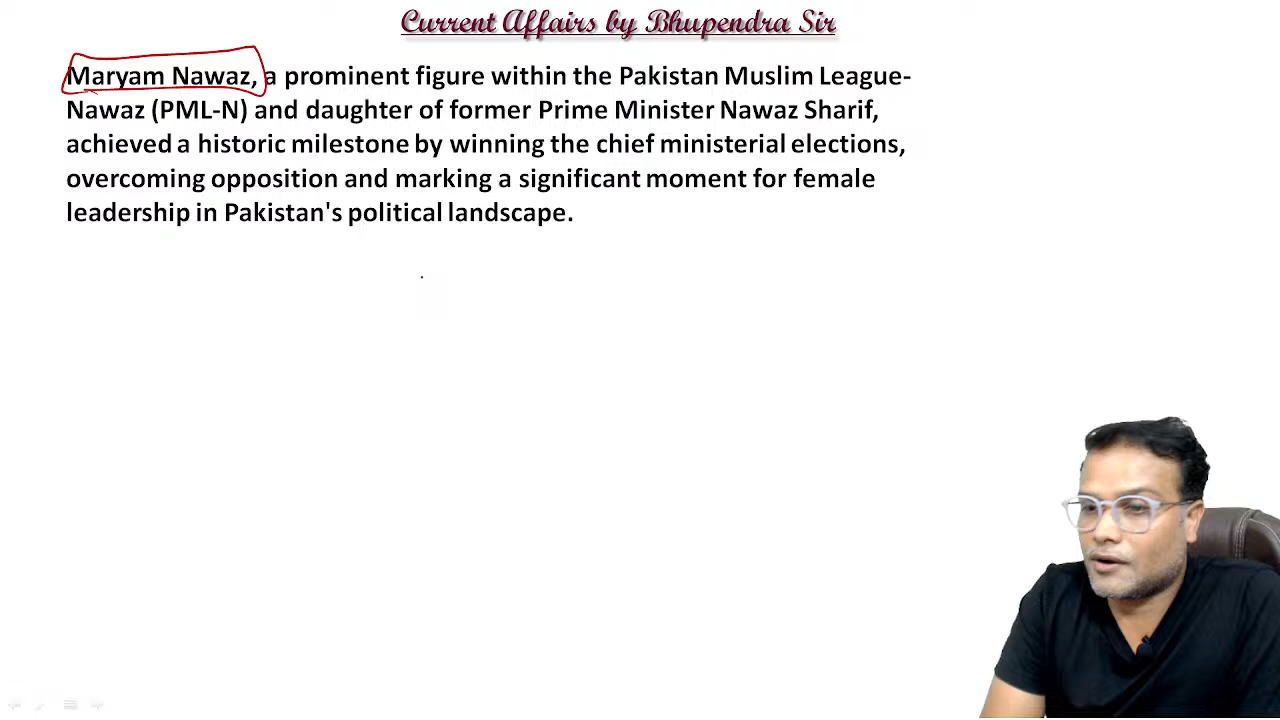 Current Affairs by Bhupendra Sir
Maryam Nawaz, a prominent figure within the Pakistan Muslim League-
Nawaz (PML-N) and daughter of former Prime Minister Nawaz Sharif,
achieved a historic milestone by winning the chief ministerial elections,
overcoming opposition and marking a significant moment for female
leadership in Pakistan's political landscape.